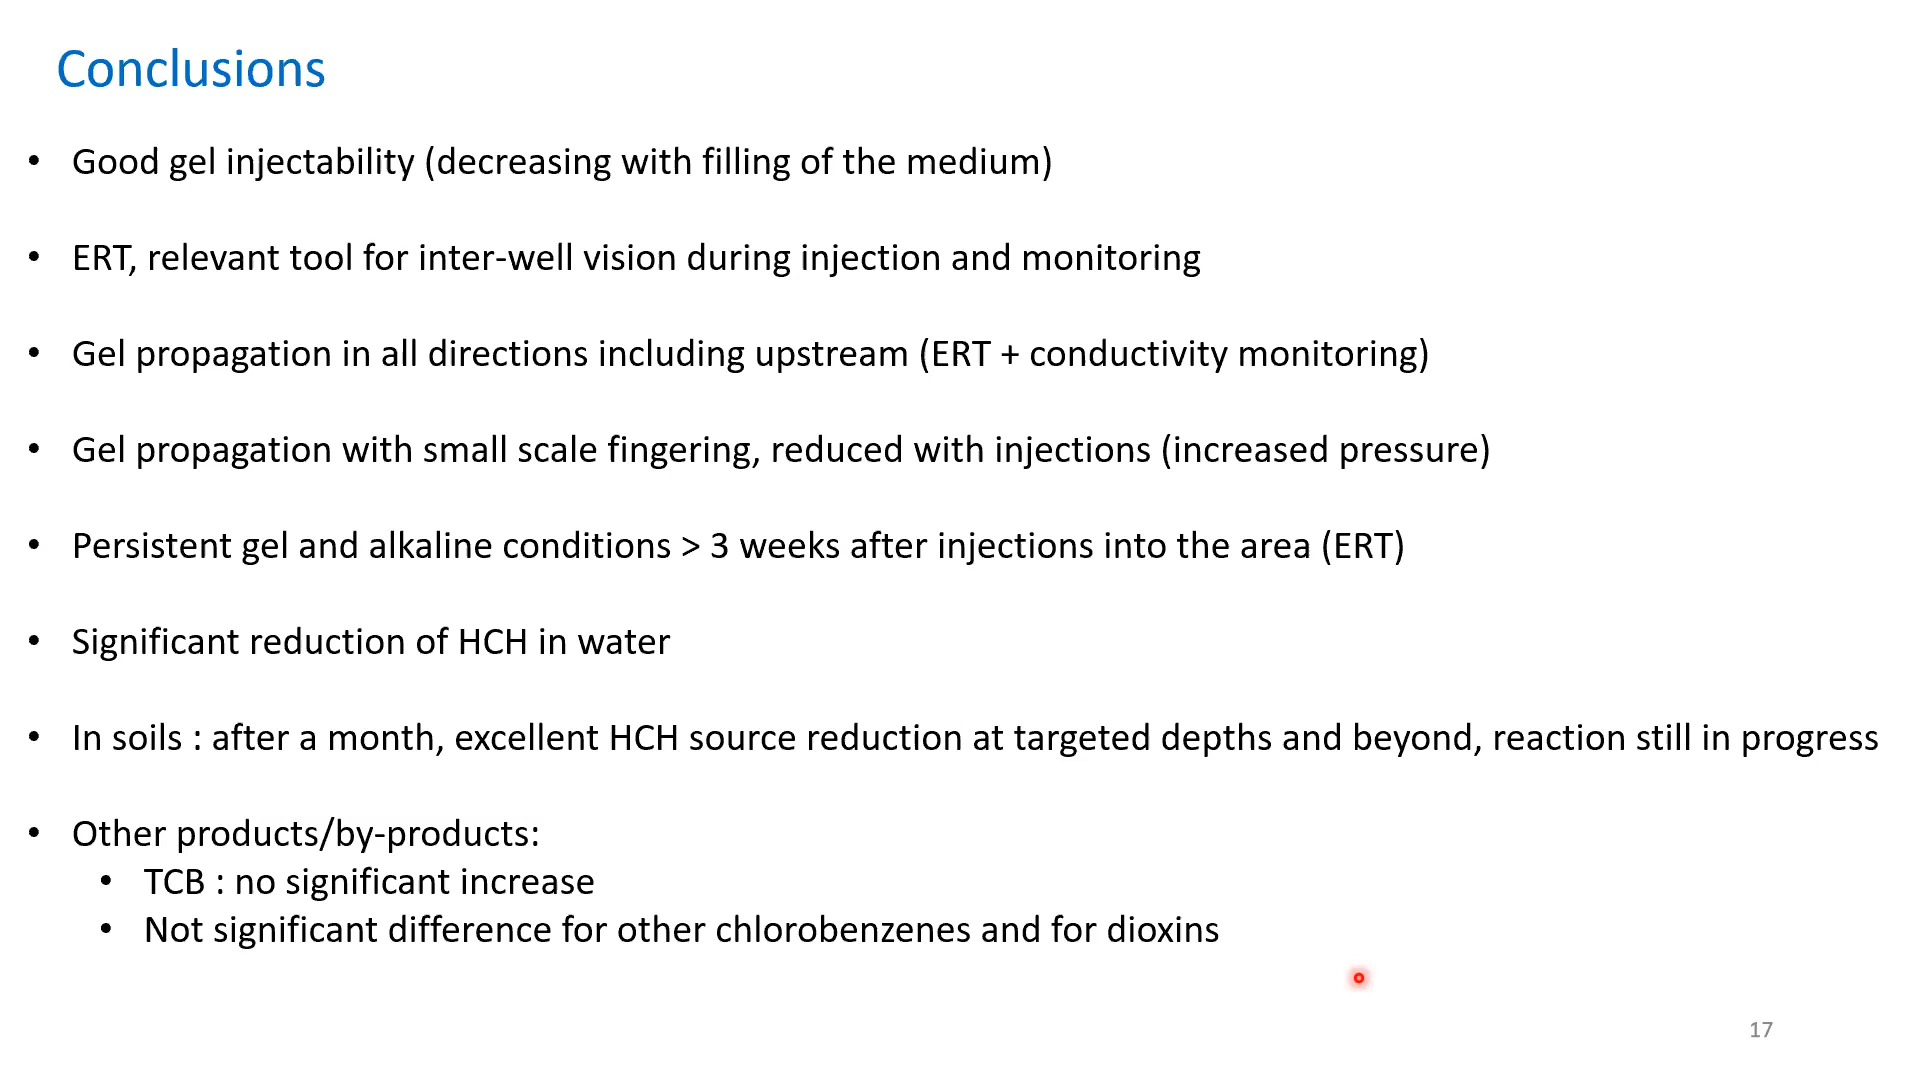 Conclusions
• Good gel injectability (decreasing with filling of the medium)
• ERT, relevant tool for inter-well vision during injection and monitoring
• Gel propagation in all directions including upstream (ERT + conductivity monitoring)
• Gel propagation with small scale fingering, reduced with injections (increased pressure)
• Persistent gel and alkaline conditions > 3 weeks after injections into the area (ERT)
• Significant reduction of HCH in water
• In soils : after a month, excellent HCH source reduction at targeted depths and beyond, reaction still in progress
• Other products/by-products:
• TCB : no significant increase
• Not significant difference for other chlorobenzenes and for dioxins
17